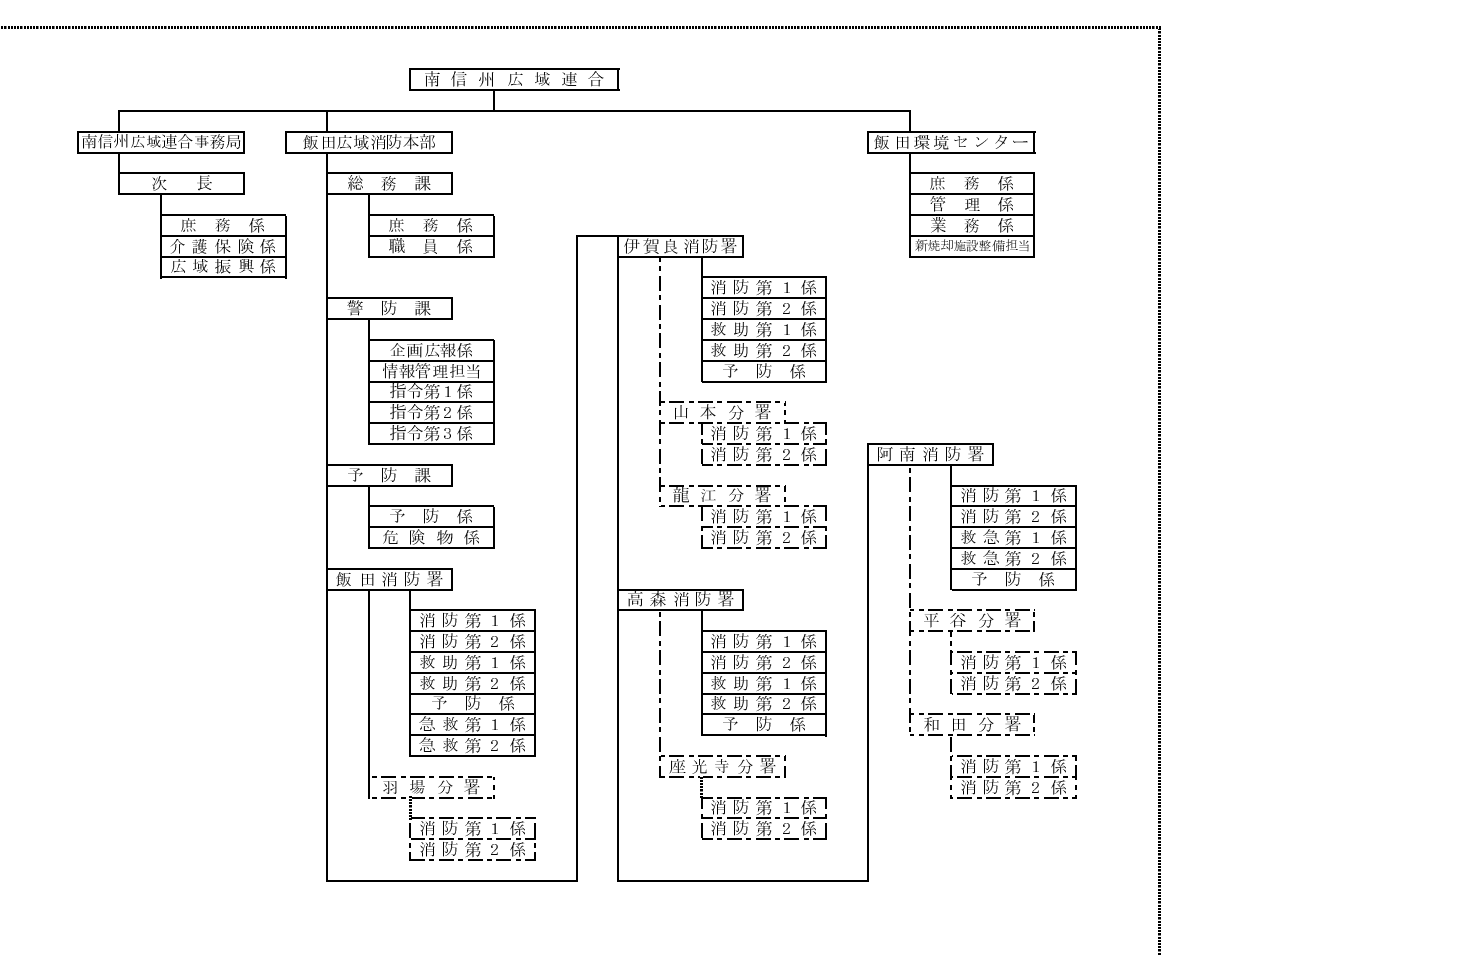 南信州広域連合
南信州広域連合事務局
次長
庶務係
介護保険係
広域振興係
飯田広域消防本部
総務課
庶務係
職員係
警防課
企画広報係
情報管理担当
指令第1係
指令第2係
指令第3係
予防課
予防係
危険物係
飯田消防署
消防第1係
消防第2係
救助第1係
救助第2係
予防係
急救第1係
急救第2係
羽場分署
消防第1係
消防第2係
伊賀良消防署
消防第1係
消防第2係
救助第1係
救助第2係
予防係
山本分署
消防第1係
消防第2係
龍江分署
消防第1係
消防第2係
高森消防署
消防第1係
消防第2係
救助第1係
救助第2係
予防係
座光寺分署
消防第1係
消防第2係
阿南消防署
消防第1係
消防第2係
救急第1係
救急第2係
予防係
平谷分署
消防第1係
消防第2係
和田分署
消防第1係
消防第2係
飯田環境センター
庶務係
管理係
業務係
新焼却施設整備担当